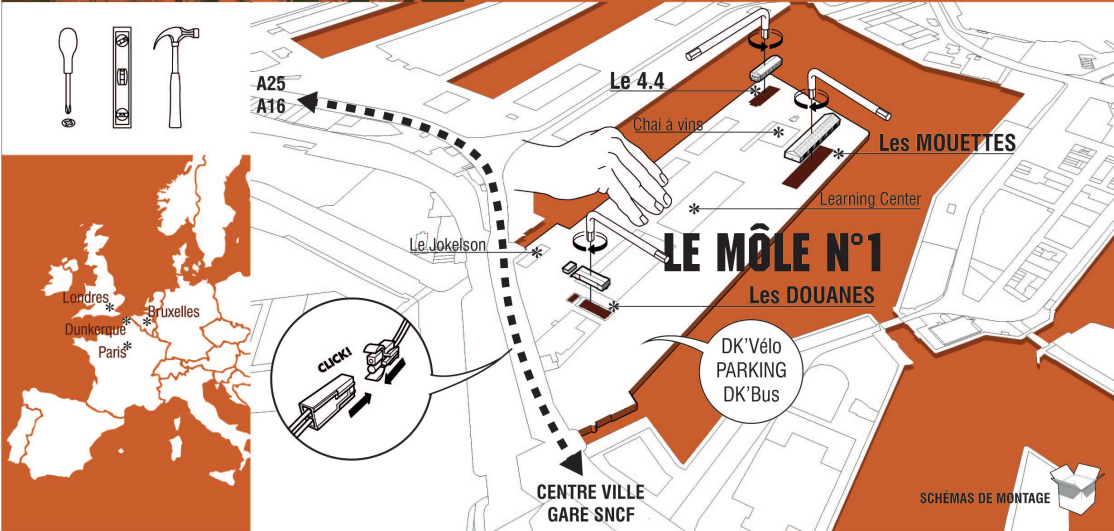 A25
A16
Le 4.4
Chai à vins
Les MOUETTES
Learning Center
Le Jokelson
LE MÔLE N°1
Les DOUANES
Londres
Bruxelles
Dunkerque
Paris
CLICK!
DK'Vélo
PARKING
DK'Bus
CENTRE VILLE
GARE SNCF
SCHÉMAS DE MONTAGE